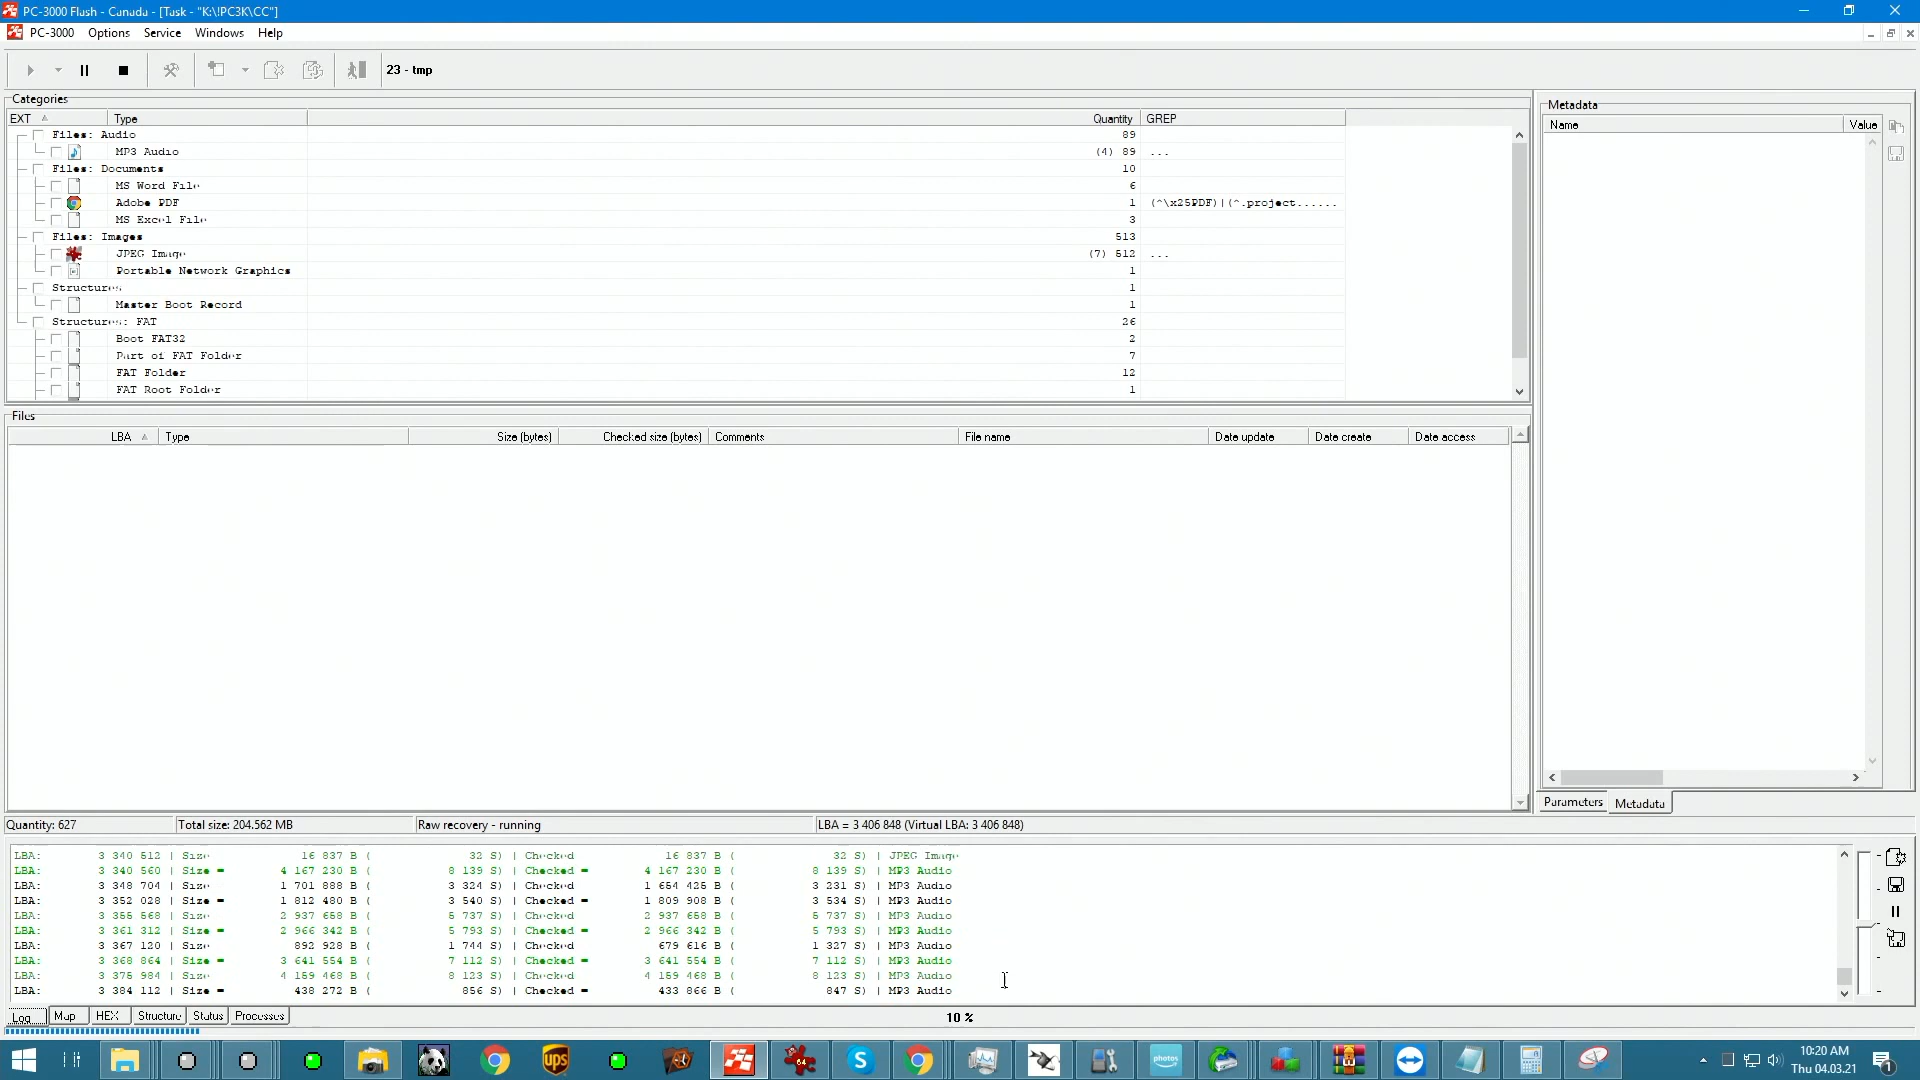 PC-3000 Flash - Canada - [Task - "K:\!PC3K\CC"]
PC-3000 Options Service Windows Help
23 - tmp
Categories
EXT Type Quantity GREP
Files: Audio 89
MP3 Audio (4) 89 ...
Files: Documents 10
MS Word File 6
Adobe PDF 1 (^\x25PDF)|(^.project......
MS Excel File 3
Files: Images 513
JPEG Image (7) 512 ...
Portable Network Graphics 1
Structures 1
Master Boot Record 1
Structures: FAT 26
Boot FAT32 2
Part of FAT Folder 7
FAT Folder 12
FAT Root Folder 1
Metadata
Name Value
Files
LBA Type Size (bytes) Checked size (bytes) Comments File name Date update Date create Date access
Parameters Metadata
Quantity: 627 Total size: 204.562 MB Raw recovery - running LBA = 3 406 848 (Virtual LBA: 3 406 848)
LBA: 3 340 512 | Size 16 837 B ( 32 S) | Checked 16 837 B ( 32 S) | JPEG Image
LBA: 3 340 560 | Size = 4 167 230 B ( 8 139 S) | Checked = 4 167 230 B ( 8 139 S) | MP3 Audio
LBA: 3 348 704 | Size 1 701 888 B ( 3 324 S) | Checked 1 654 425 B ( 3 231 S) | MP3 Audio
LBA: 3 352 028 | Size = 1 812 480 B ( 3 540 S) | Checked = 1 809 908 B ( 3 534 S) | MP3 Audio
LBA: 3 355 568 | Size 2 937 658 B ( 5 737 S) | Checked 2 937 658 B ( 5 737 S) | MP3 Audio
LBA: 3 361 312 | Size = 2 966 342 B ( 5 793 S) | Checked = 2 966 342 B ( 5 793 S) | MP3 Audio
LBA: 3 367 120 | Size 892 928 B ( 1 744 S) | Checked 679 616 B ( 1 327 S) | MP3 Audio
LBA: 3 368 864 | Size = 3 641 554 B ( 7 112 S) | Checked = 3 641 554 B ( 7 112 S) | MP3 Audio
LBA: 3 375 984 | Size 4 159 468 B ( 8 123 S) | Checked 4 159 468 B ( 8 123 S) | MP3 Audio
LBA: 3 384 112 | Size = 438 272 B ( 856 S) | Checked = 433 866 B ( 847 S) | MP3 Audio
Log Map HEX Structure Status Processes 10 %
ups
64
photos
10:20 AM
Thu 04.03.21
1